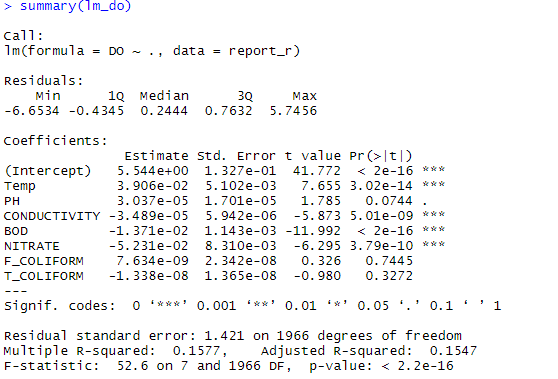 > summary(lm_do)
Call:
lm(formula = DO ~ ., data = report_r)
Residuals:
Min 1Q Median 3Q Max
-6.6534 -0.4345 0.2444 0.7632 5.7456
Coefficients:
Estimate Std. Error t value Pr(>|t|)
(Intercept) 5.544e+00 1.327e-01 41.772 < 2e-16 ***
Temp 3.906e-02 5.102e-03 7.655 3.02e-14 ***
PH 3.037e-05 1.701e-05 1.785 0.0744 .
CONDUCTIVITY -3.489e-05 5.942e-06 -5.873 5.01e-09 ***
BOD -1.371e-02 1.143e-03 -11.992 < 2e-16 ***
NITRATE -5.231e-02 8.310e-03 -6.295 3.79e-10 ***
F_COLIFORM 7.634e-09 2.342e-08 0.326 0.7445
T_COLIFORM -1.338e-08 1.365e-08 -0.980 0.3272
---
Signif. codes: 0 ‘***’ 0.001 ‘**’ 0.01 ‘*’ 0.05 ‘.’ 0.1 ‘ ’ 1
Residual standard error: 1.421 on 1966 degrees of freedom
Multiple R-squared: 0.1577, Adjusted R-squared: 0.1547
F-statistic: 52.6 on 7 and 1966 DF, p-value: < 2.2e-16